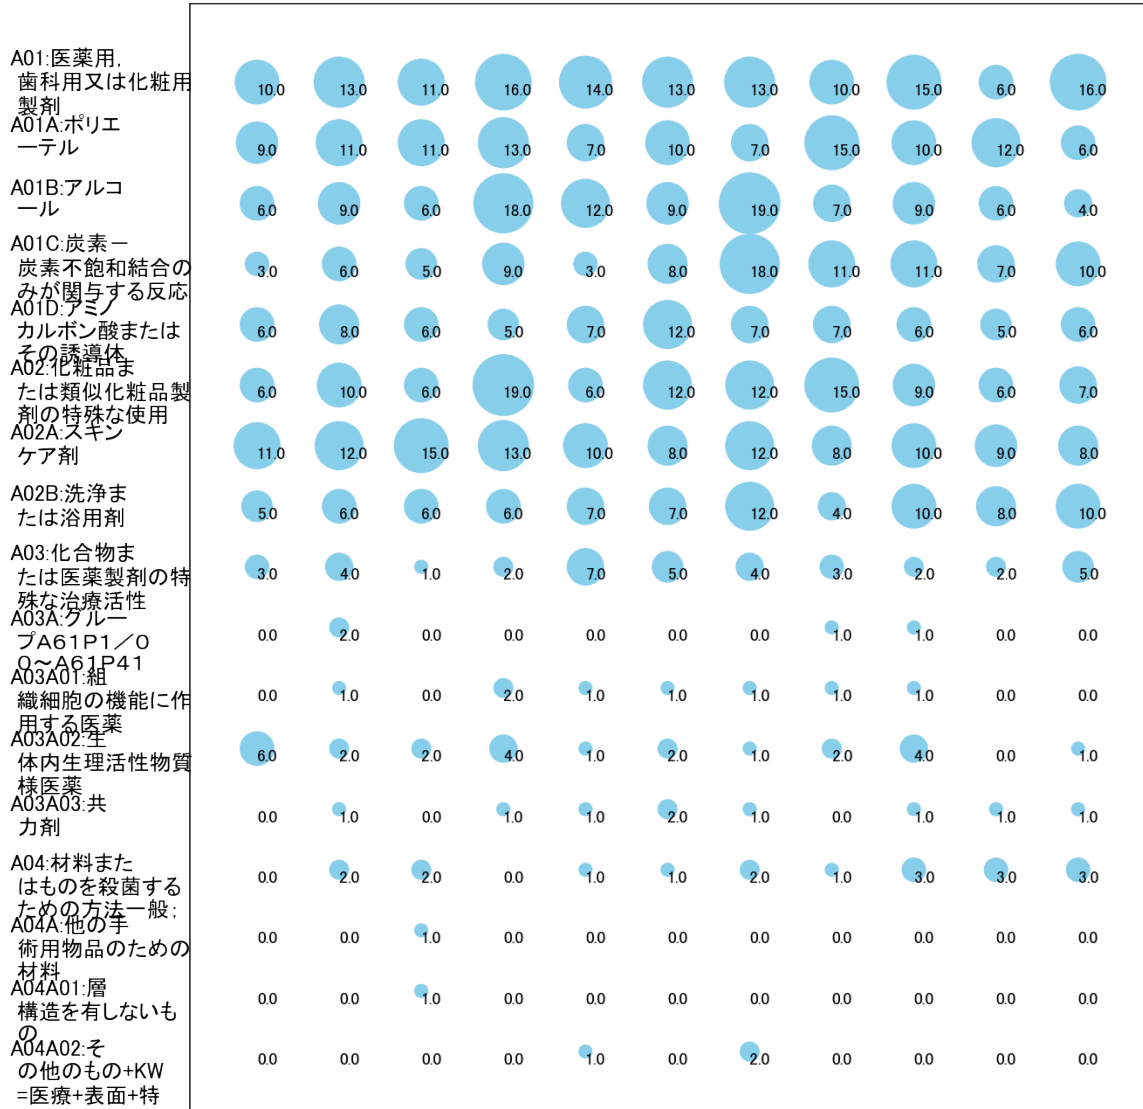 A01:医薬用,
歯科用又は化粧用
製剤
10.0 13.0 11.0 16.0 14.0 13.0 13.0 10.0 15.0 6.0 16.0
A01A:ポリエ
ーテル
9.0 11.0 11.0 13.0 7.0 10.0 7.0 15.0 10.0 12.0 6.0
A01B:アルコ
ール
6.0 9.0 6.0 18.0 12.0 9.0 19.0 7.0 9.0 6.0 4.0
A01C:炭素－
炭素不飽和結合の
みが関与する反応
3.0 6.0 5.0 9.0 3.0 8.0 18.0 11.0 11.0 7.0 10.0
A01D:アミノ
カルボン酸または
その誘導体
6.0 8.0 6.0 5.0 7.0 12.0 7.0 7.0 6.0 5.0 6.0
A02:化粧品ま
たは類似化粧品製
剤の特殊な使用
6.0 10.0 6.0 19.0 6.0 12.0 12.0 15.0 9.0 6.0 7.0
A02A:スキン
ケア剤
11.0 12.0 15.0 13.0 10.0 8.0 12.0 8.0 10.0 9.0 8.0
A02B:洗浄ま
たは浴用剤
5.0 6.0 6.0 6.0 7.0 7.0 12.0 4.0 10.0 8.0 10.0
A03:化合物ま
たは医薬製剤の特
殊な治療活性
3.0 4.0 1.0 2.0 7.0 5.0 4.0 3.0 2.0 2.0 5.0
A03A:グルー
プA61P1／0
0～A61P41
0.0 2.0 0.0 0.0 0.0 0.0 0.0 1.0 1.0 0.0 0.0
A03A01:組
織細胞の機能に作
用する医薬
0.0 1.0 0.0 2.0 1.0 1.0 1.0 1.0 1.0 0.0 0.0
A03A02:生
体内生理活性物質
様医薬
6.0 2.0 2.0 4.0 1.0 2.0 1.0 2.0 4.0 0.0 1.0
A03A03:共
力剤
0.0 1.0 0.0 1.0 1.0 2.0 1.0 0.0 1.0 1.0 1.0
A04:材料また
はものを殺菌する
ための方法一般;
0.0 2.0 2.0 0.0 1.0 1.0 2.0 1.0 3.0 3.0 3.0
A04A:他の手
術用物品のための
材料
0.0 0.0 1.0 0.0 0.0 0.0 0.0 0.0 0.0 0.0 0.0
A04A01:層
構造を有しないも
の
0.0 0.0 1.0 0.0 0.0 0.0 0.0 0.0 0.0 0.0 0.0
A04A02:そ
の他のもの+KW
=医療+表面+特
0.0 0.0 0.0 0.0 1.0 0.0 2.0 0.0 0.0 0.0 0.0